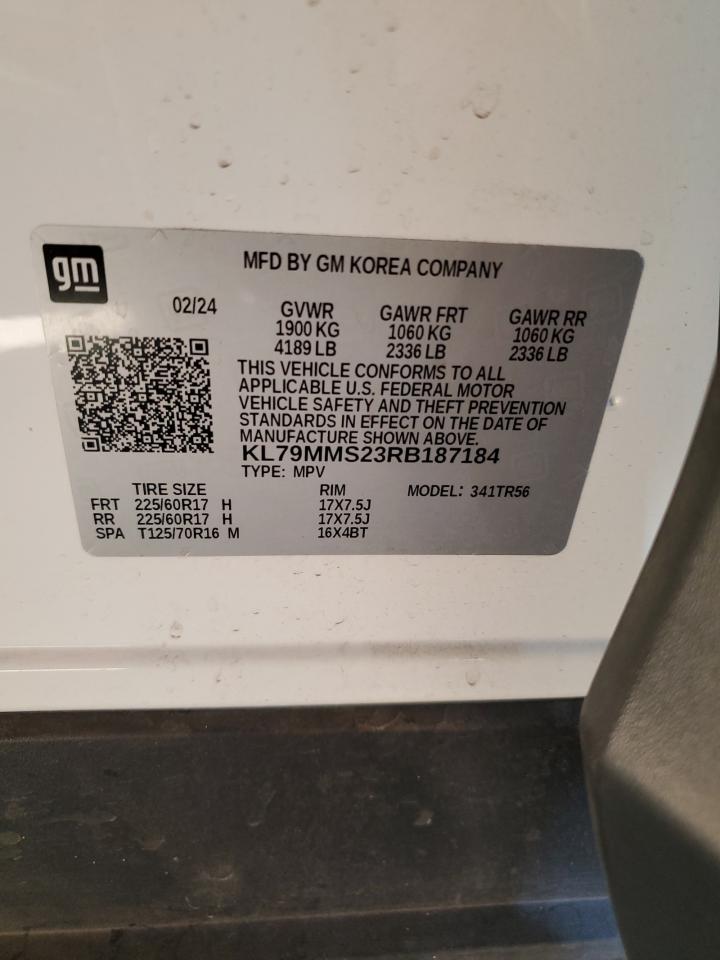 gm
MFD BY GM KOREA COMPANY
02/24 GVWR GAWR FRT GAWR RR
1900 KG 1060 KG 1060 KG
4189 LB 2336 LB 2336 LB
THIS VEHICLE CONFORMS TO ALL
APPLICABLE U.S. FEDERAL MOTOR
VEHICLE SAFETY AND THEFT PREVENTION
STANDARDS IN EFFECT ON THE DATE OF
MANUFACTURE SHOWN ABOVE.
KL79MMS23RB187184
TYPE: MPV
TIRE SIZE RIM MODEL: 341TR56
FRT 225/60R17 H 17X7.5J
RR 225/60R17 H 17X7.5J
SPA T125/70R16 M 16X4BT